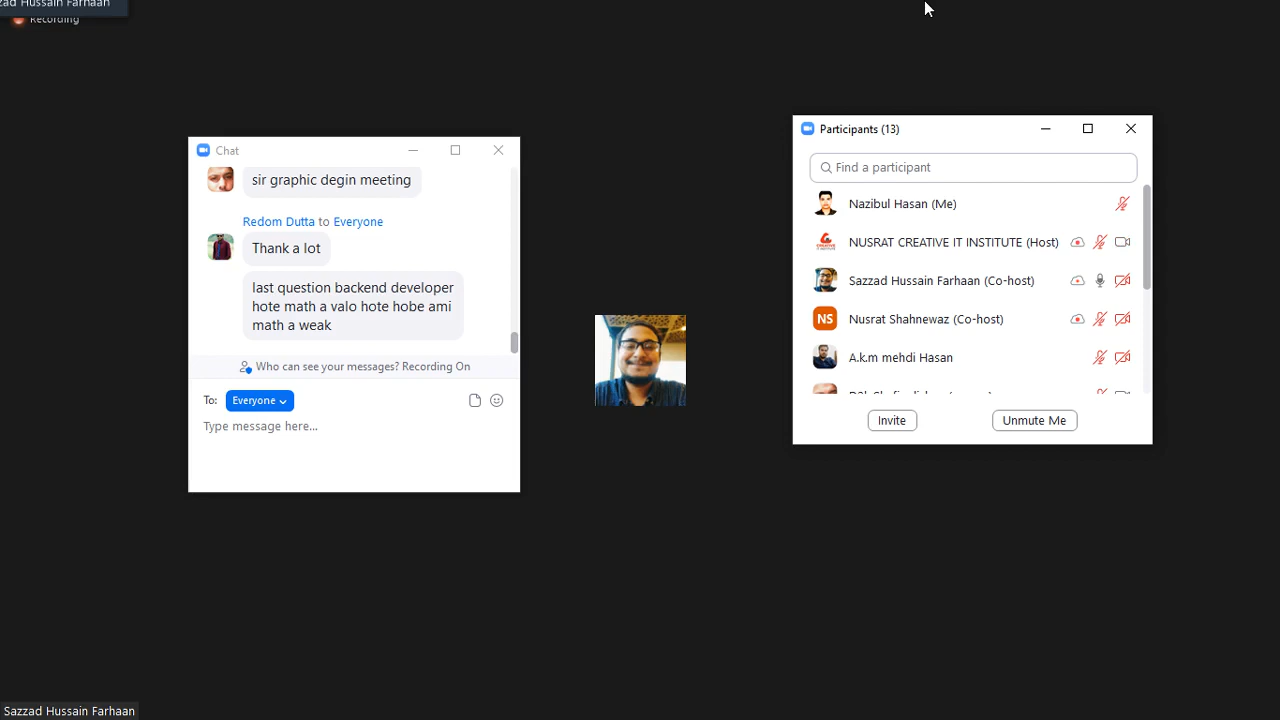 zad Hussain Farhaan
Recording
Chat
sir graphic degin meeting
Redom Dutta to Everyone
Thank a lot
last question backend developer
hote math a valo hote hobe ami
math a weak
Who can see your messages? Recording On
To: Everyone
Type message here...
Participants (13)
Find a participant
Nazibul Hasan (Me)
NUSRAT CREATIVE IT INSTITUTE (Host)
Sazzad Hussain Farhaan (Co-host)
NS Nusrat Shahnewaz (Co-host)
A.k.m mehdi Hasan
Invite
Unmute Me
Sazzad Hussain Farhaan